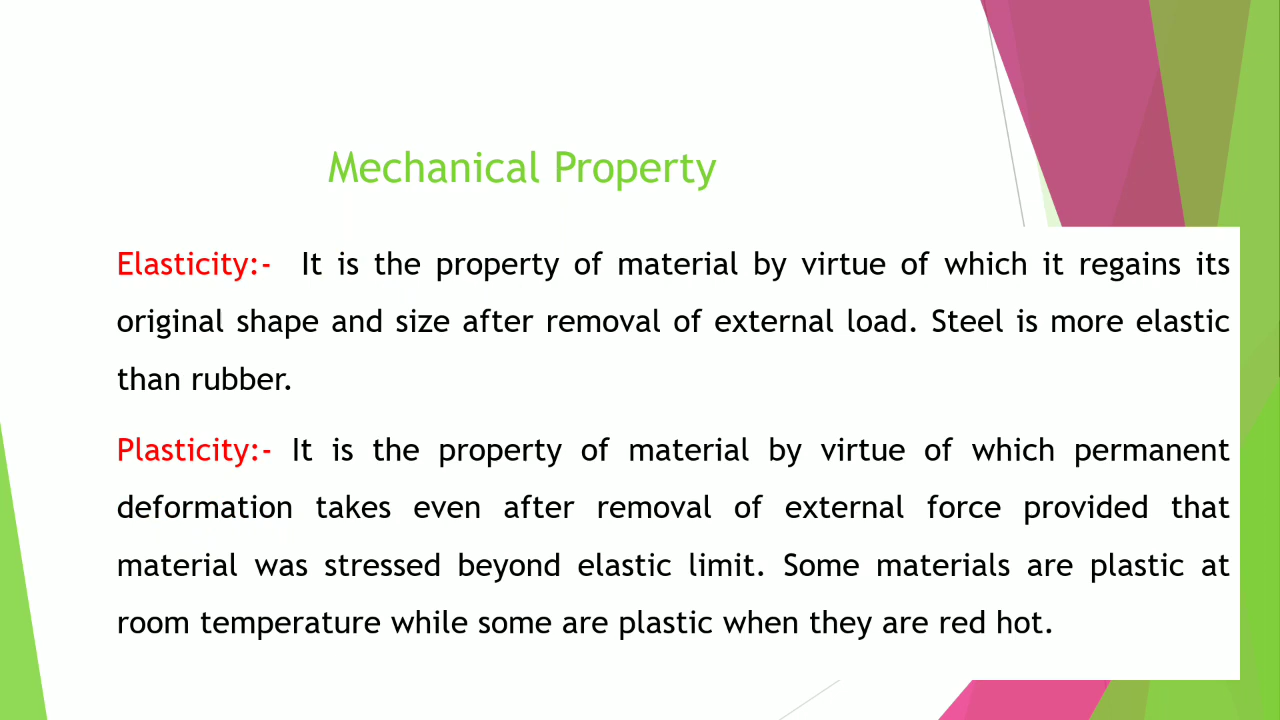 Mechanical Property
Elasticity:- It is the property of material by virtue of which it regains its
original shape and size after removal of external load. Steel is more elastic
than rubber.
Plasticity:- It is the property of material by virtue of which permanent
deformation takes even after removal of external force provided that
material was stressed beyond elastic limit. Some materials are plastic at
room temperature while some are plastic when they are red hot.